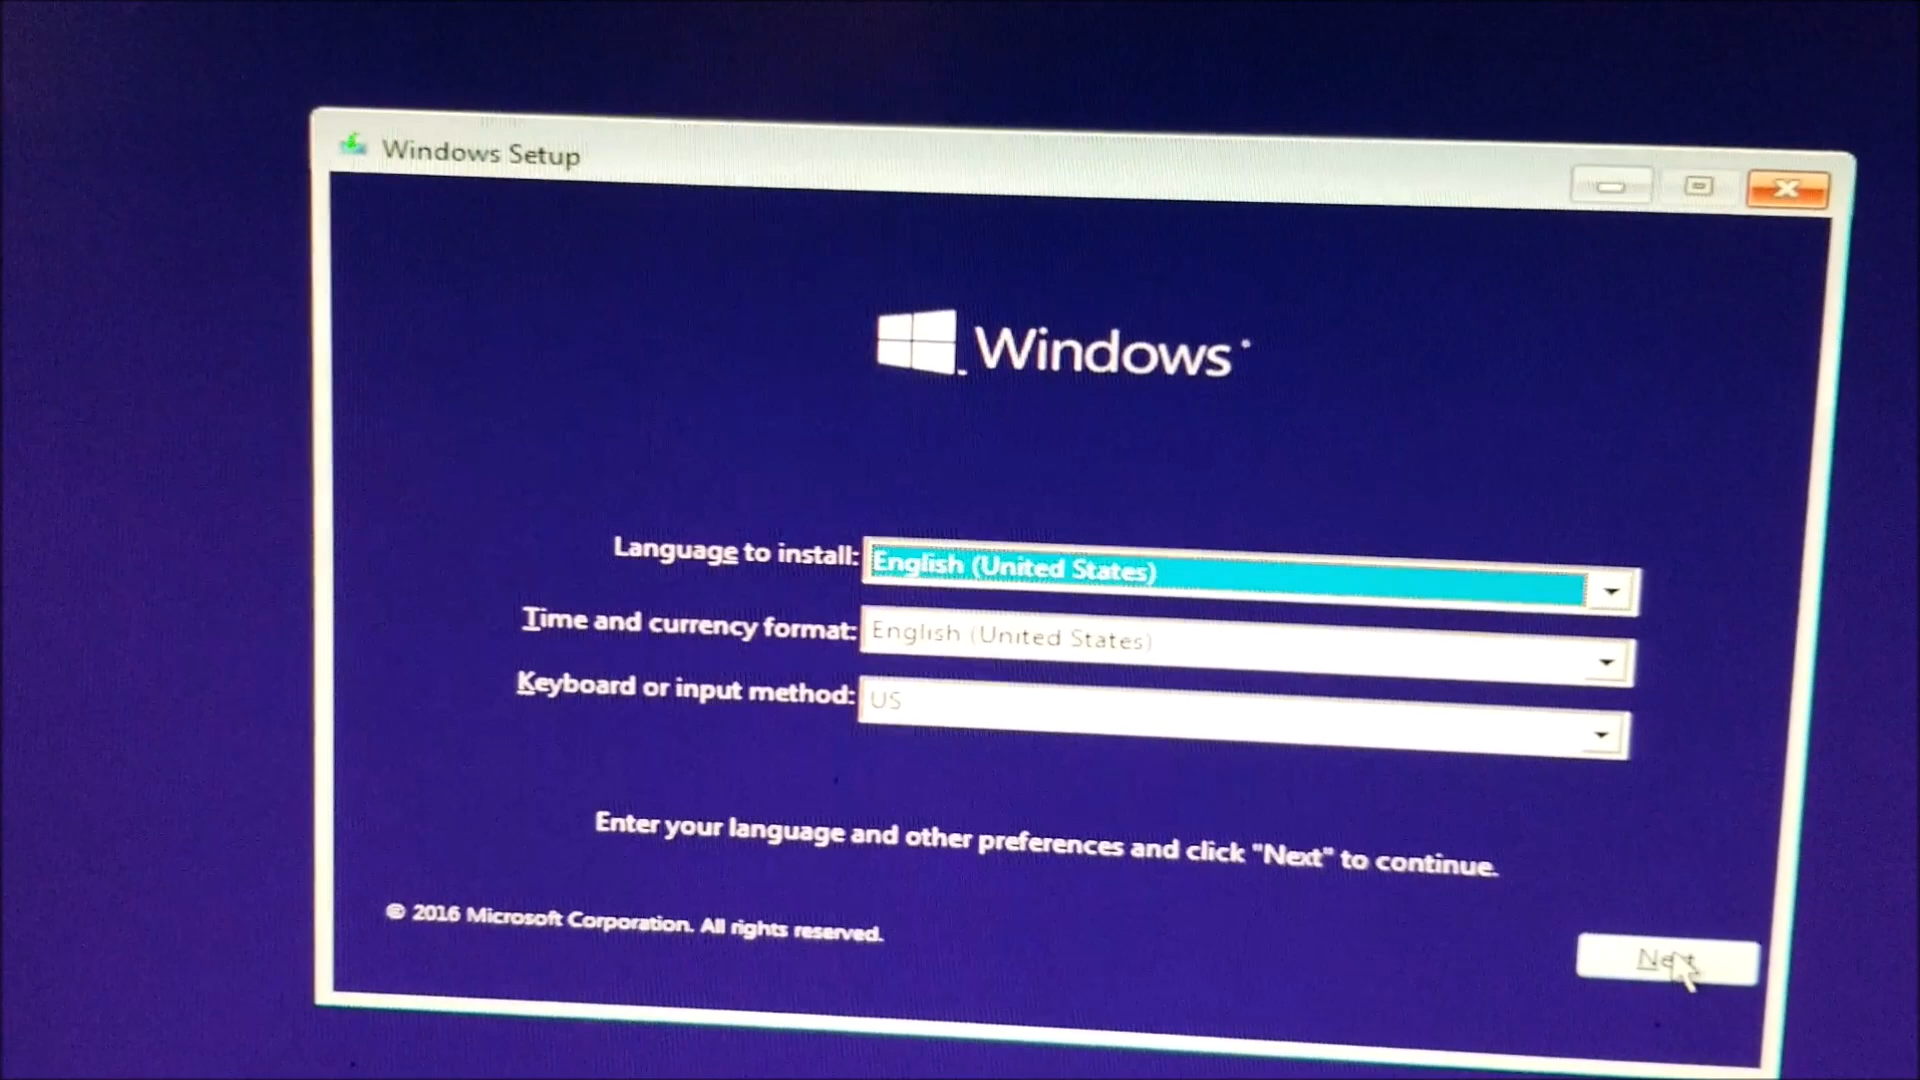 Windows Setup
Windows
Language to install: English (United States)
Time and currency format: English (United States)
Keyboard or input method: US
Enter your language and other preferences and click "Next" to continue.
© 2016 Microsoft Corporation. All rights reserved.
Next